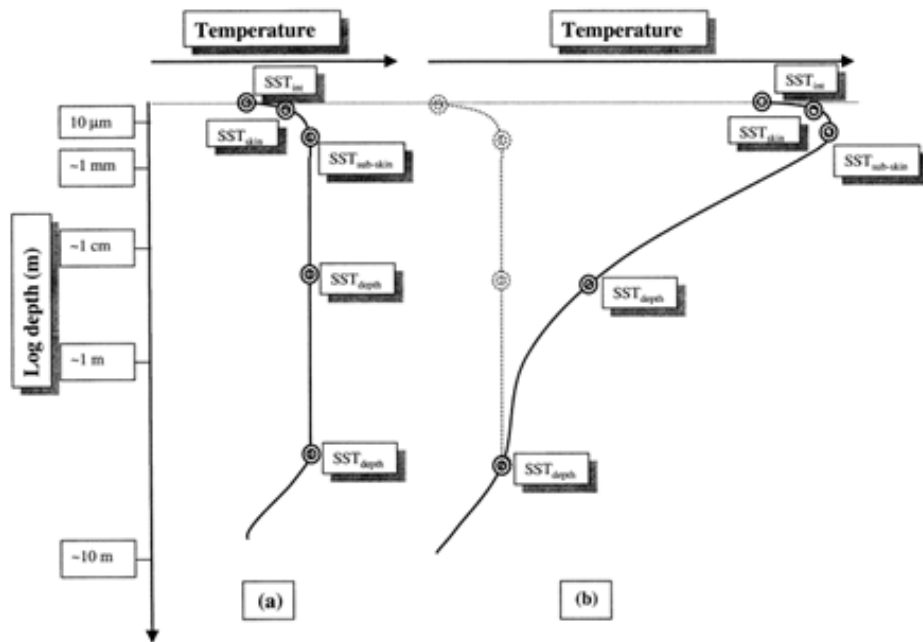 Temperature
Temperature
SST_int
SST_int
10 µm
SST_skin
SST_skin
SST_sub-skin
SST_sub-skin
~1 mm
~1 cm
Log depth (m)
SST_depth
SST_depth
~1 m
SST_depth
SST_depth
~10 m
(a)
(b)